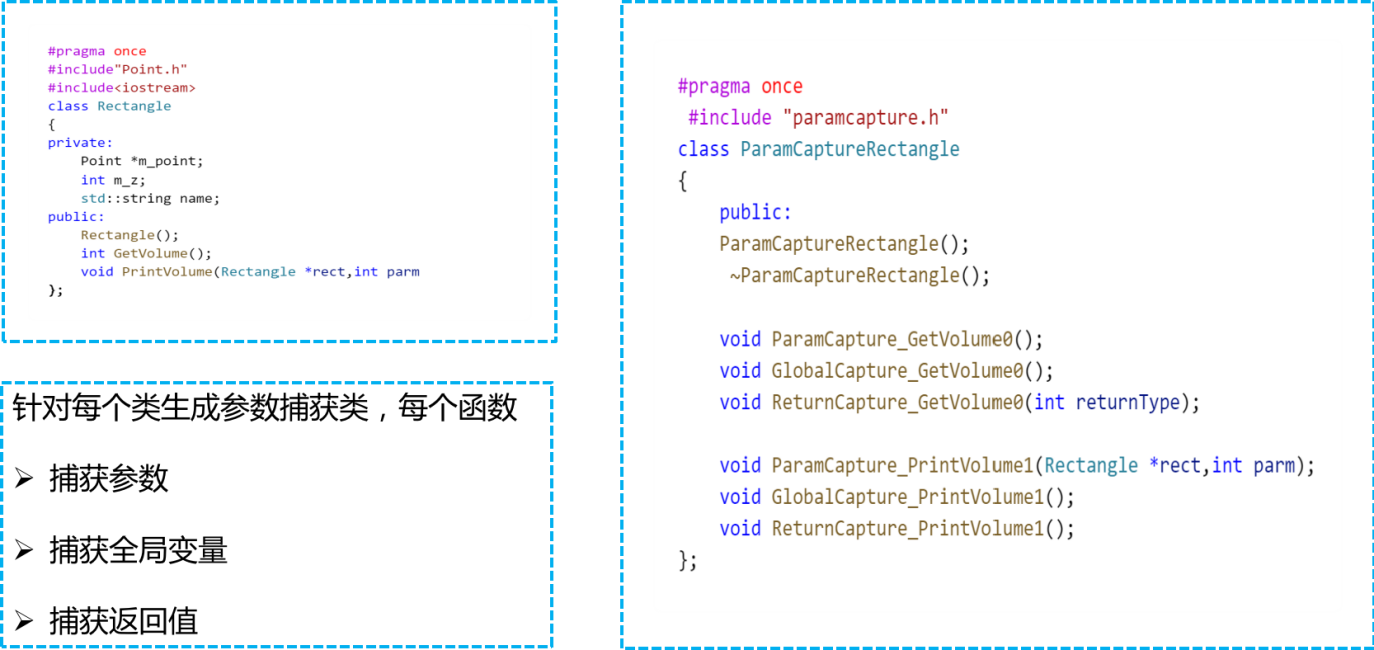 #pragma once
#include"Point.h"
#include<iostream>
class Rectangle
{
private:
    Point *m_point;
    int m_z;
    std::string name;
public:
    Rectangle();
    int GetVolume();
    void PrintVolume(Rectangle *rect,int parm
};
针对每个类生成参数捕获类，每个函数
➢ 捕获参数
➢ 捕获全局变量
➢ 捕获返回值
#pragma once
 #include "paramcapture.h"
class ParamCaptureRectangle
{
    public:
    ParamCaptureRectangle();
     ~ParamCaptureRectangle();
    void ParamCapture_GetVolume0();
    void GlobalCapture_GetVolume0();
    void ReturnCapture_GetVolume0(int returnType);
    void ParamCapture_PrintVolume1(Rectangle *rect,int parm);
    void GlobalCapture_PrintVolume1();
    void ReturnCapture_PrintVolume1();
};